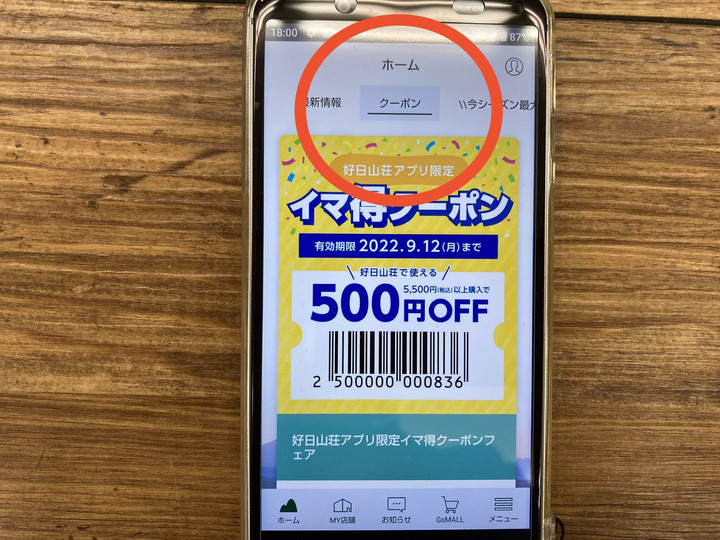 18:00
87%
ホーム
最新情報
クーポン
\\今シーズン最大
好日山荘アプリ限定
イマ得クーポン
有効期限 2022.9.12(月)まで
\ 好日山荘で使える /
5,500円(税込)以上購入で
500円OFF
2 500000 000836
好日山荘アプリ限定イマ得クーポンフ
ェア
ホーム
MY店舗
お知らせ
GsMALL
メニュー